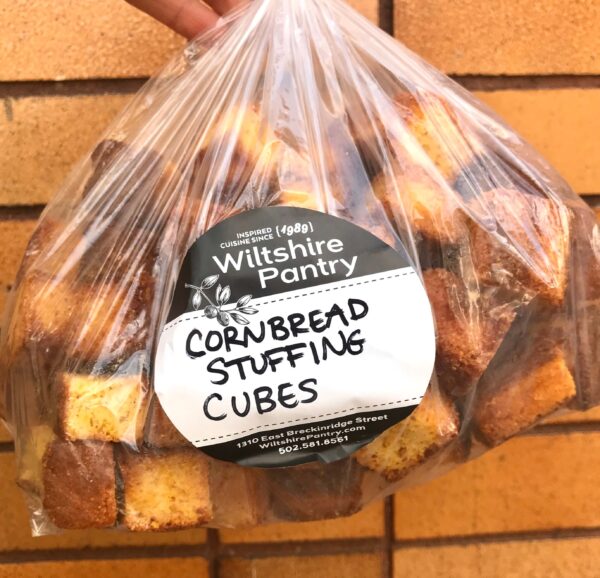 INSPIRED
CUISINE SINCE [1989]
Wiltshire
Pantry
CORNBREAD
STUFFING
CUBES
1310 East Breckinridge Street
WiltshirePantry.com
502.581.8561